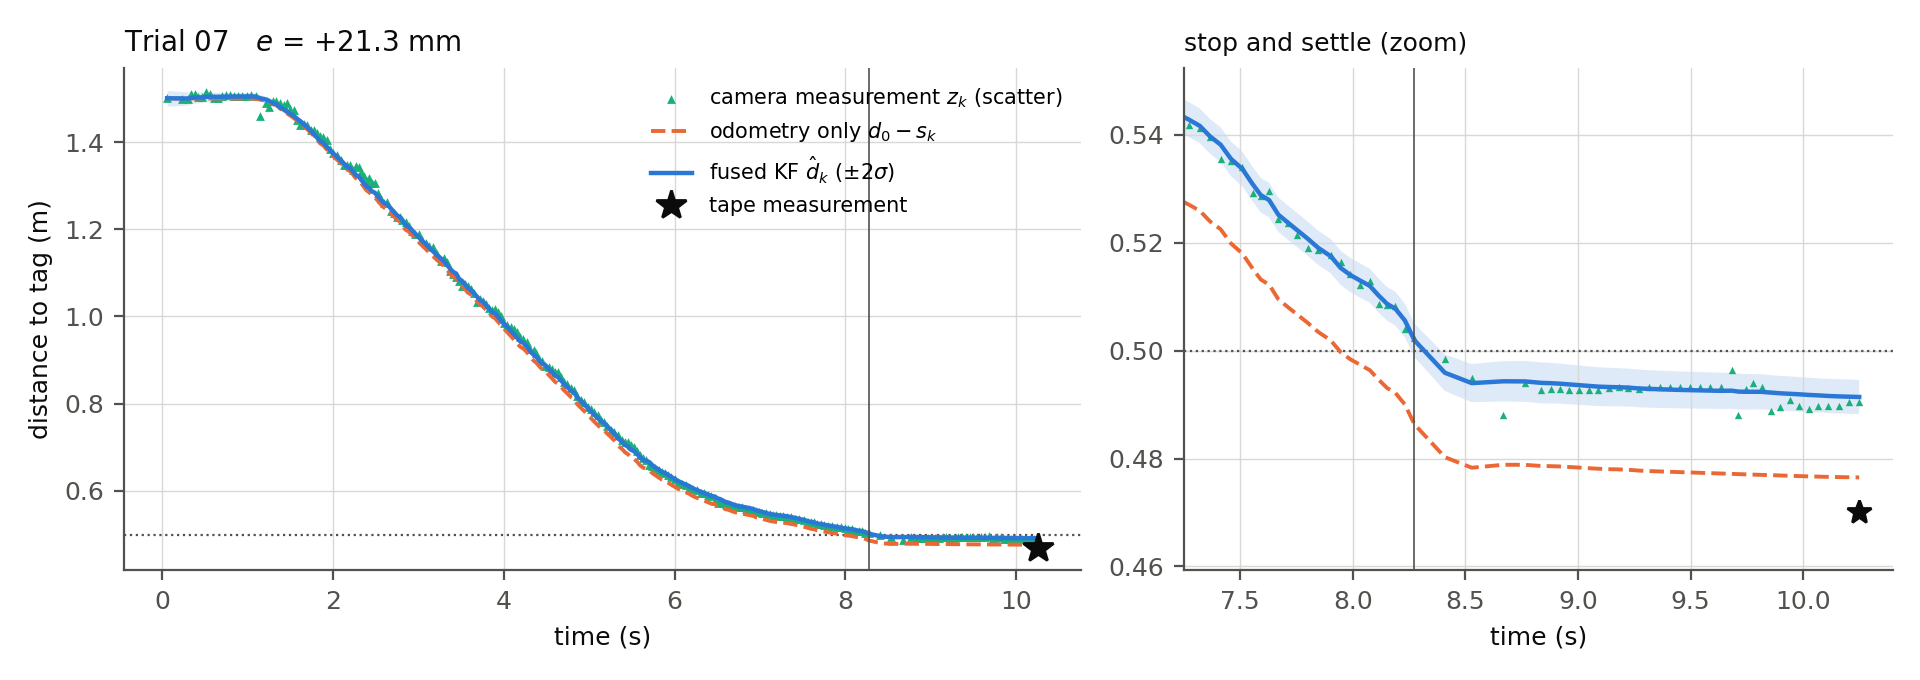 Trial 07 e = +21.3 mm
camera measurement z_k (scatter)
odometry only d_0 − s_k
fused KF d̂_k (±2σ)
tape measurement
distance to tag (m)
1.4
1.2
1.0
0.8
0.6
0 2 4 6 8 10
time (s)
stop and settle (zoom)
0.54
0.52
0.50
0.48
0.46
7.5 8.0 8.5 9.0 9.5 10.0
time (s)